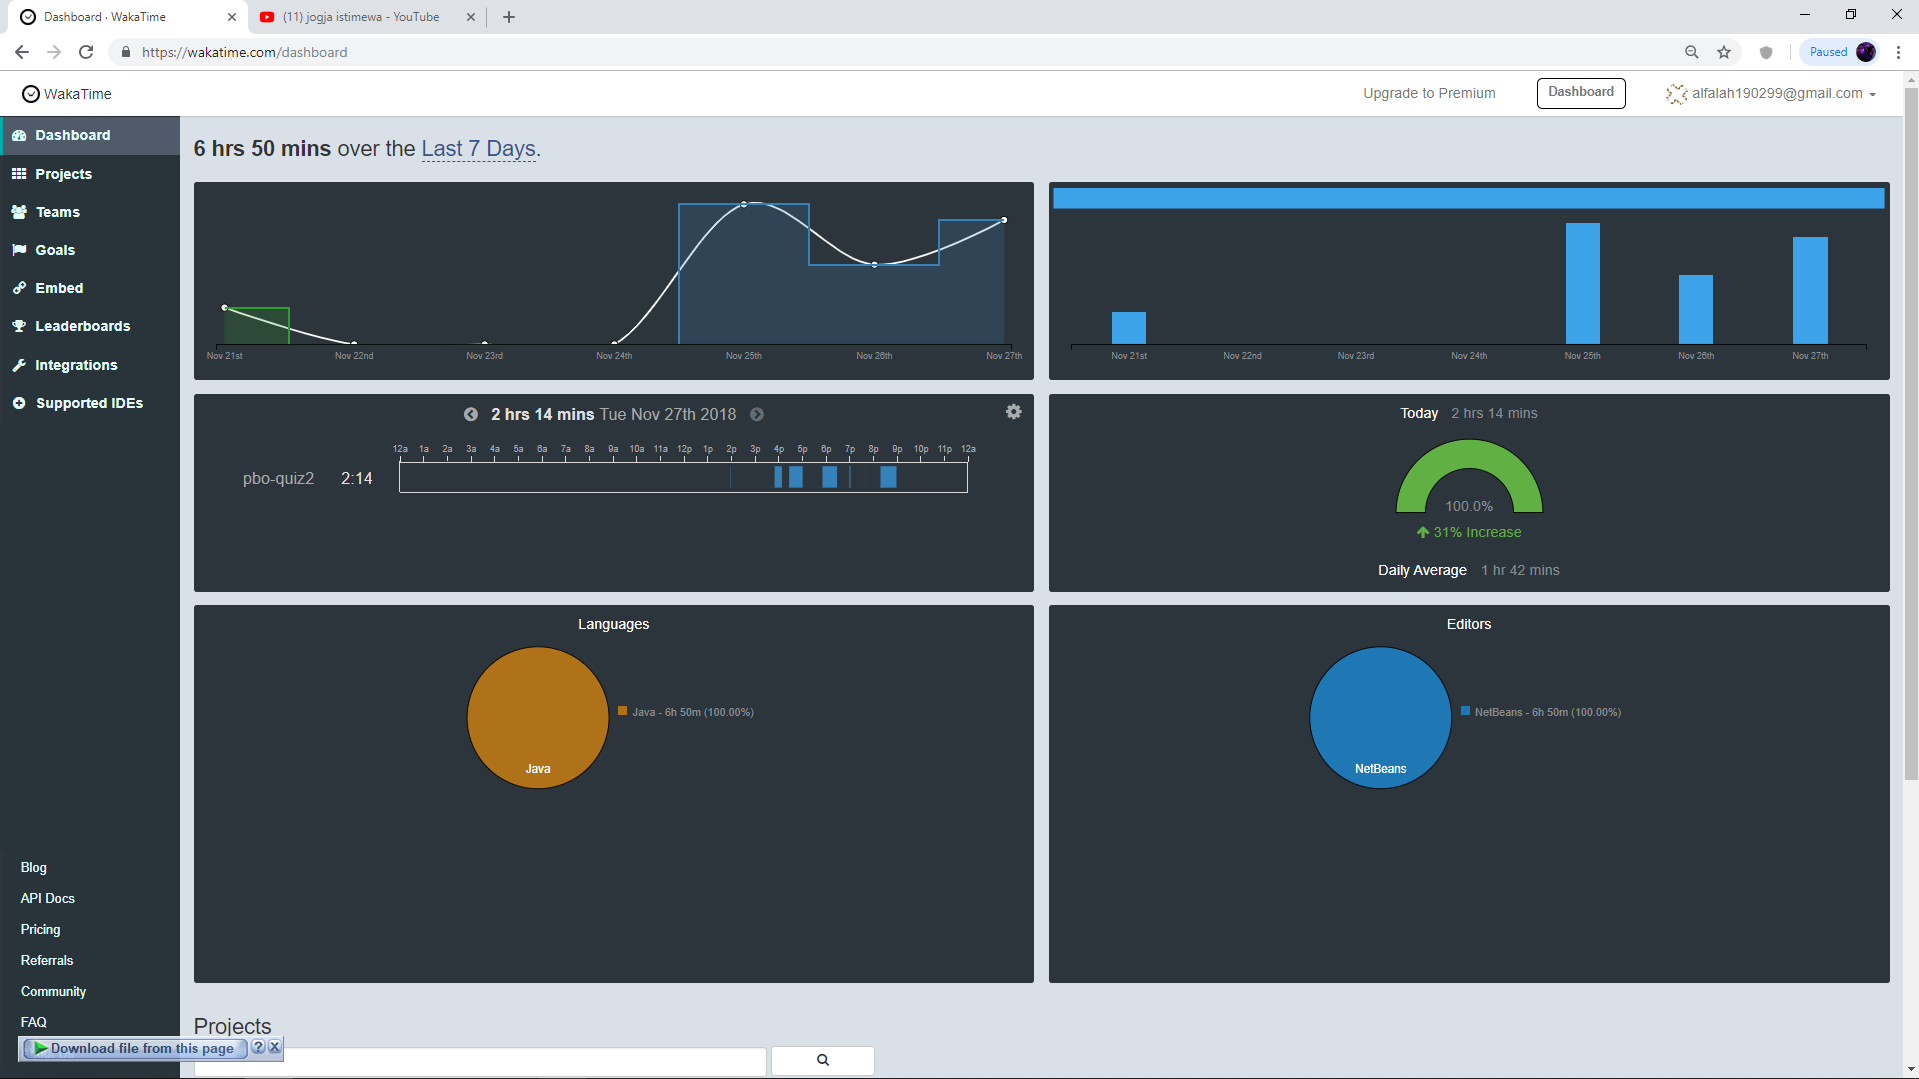 Dashboard · WakaTime
(11) jogja istimewa - YouTube
https://wakatime.com/dashboard
Paused
WakaTime
Upgrade to Premium
Dashboard
alfalah190299@gmail.com
Dashboard
Projects
Teams
Goals
Embed
Leaderboards
Integrations
Supported IDEs
Blog
API Docs
Pricing
Referrals
Community
FAQ
Download file from this page
6 hrs 50 mins over the Last 7 Days.
Nov 21st Nov 22nd Nov 23rd Nov 24th Nov 25th Nov 26th Nov 27th
Nov 21st Nov 22nd Nov 23rd Nov 24th Nov 25th Nov 26th Nov 27th
2 hrs 14 mins Tue Nov 27th 2018
12a 1a 2a 3a 4a 5a 6a 7a 8a 9a 10a 11a 12p 1p 2p 3p 4p 5p 6p 7p 8p 9p 10p 11p 12a
pbo-quiz2 2:14
Today 2 hrs 14 mins
100.0%
31% Increase
Daily Average 1 hr 42 mins
Languages
Java
Java - 6h 50m (100.00%)
Editors
NetBeans
NetBeans - 6h 50m (100.00%)
Projects